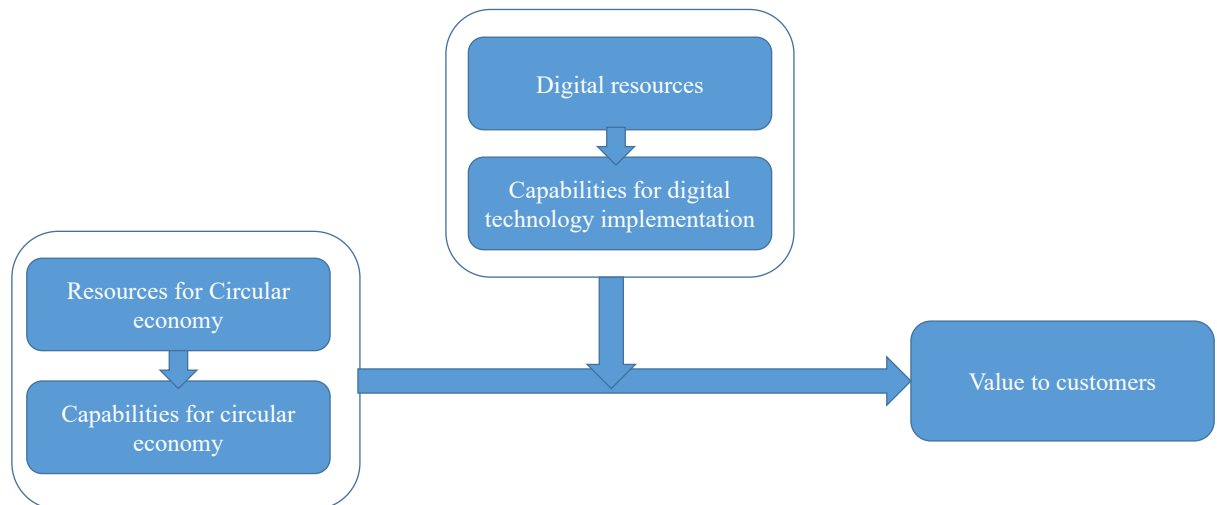 Digital resources
Capabilities for digital
technology implementation
Resources for Circular
economy
Capabilities for circular
economy
Value to customers